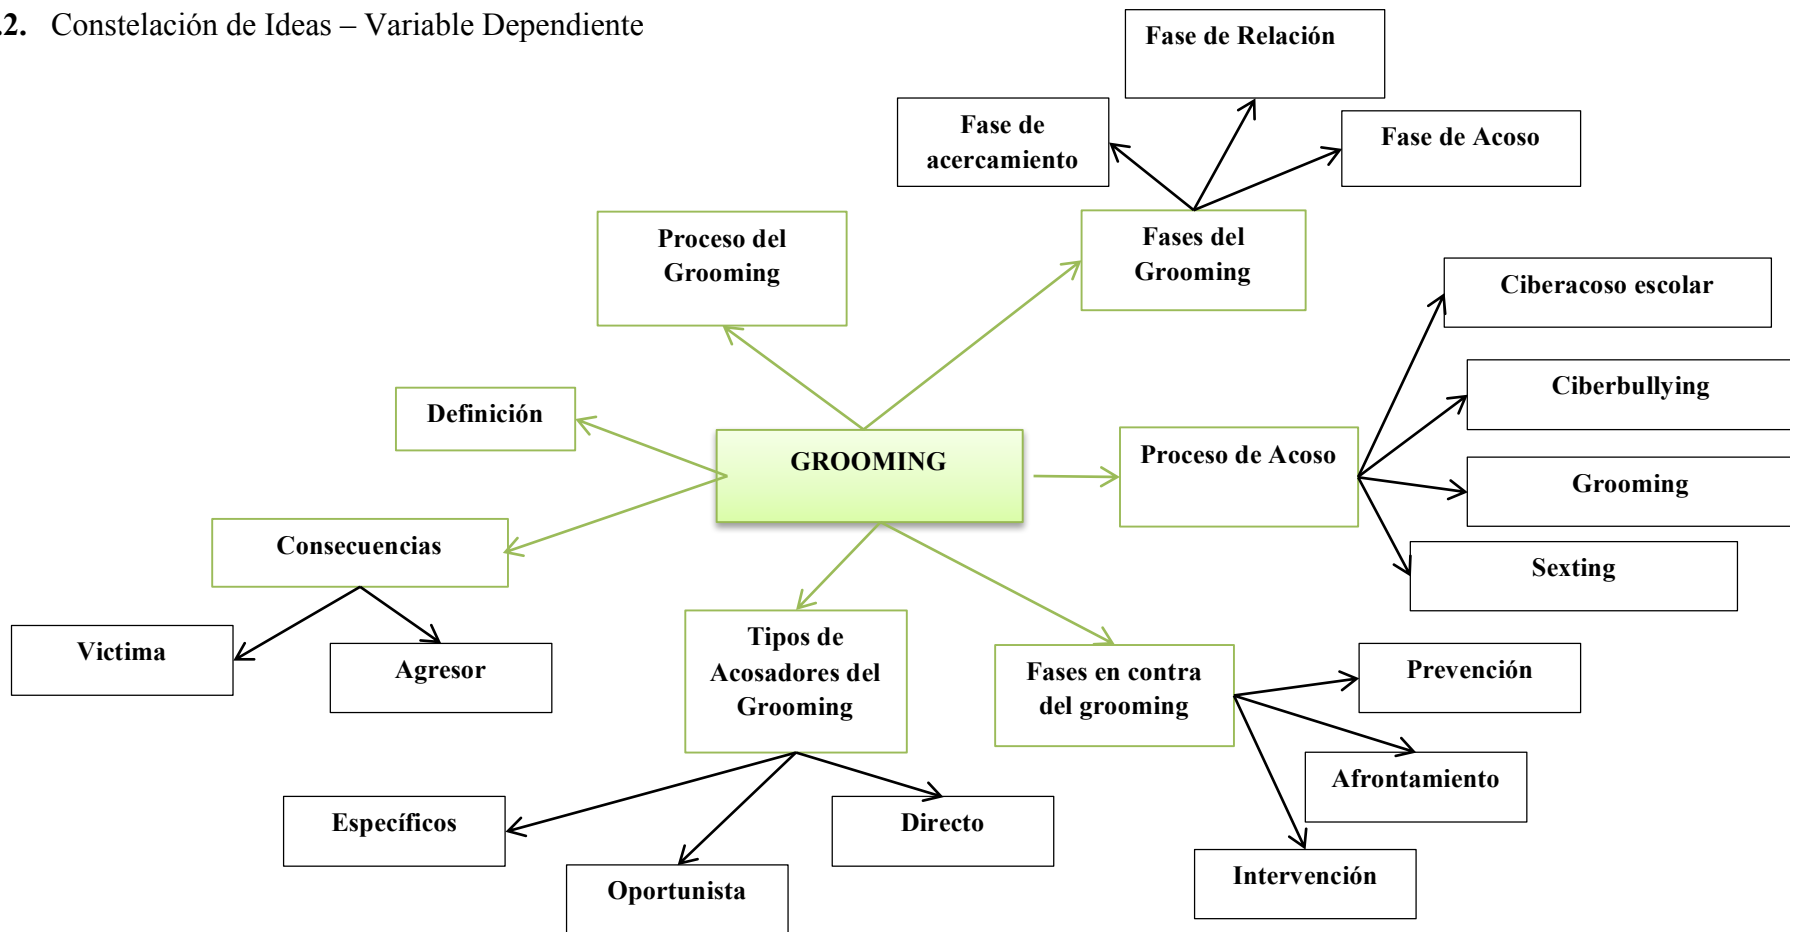 .2. Constelación de Ideas – Variable Dependiente
Fase de Relación
Fase de
acercamiento
Fase de Acoso
Proceso del
Grooming
Fases del
Grooming
Ciberacoso escolar
Ciberbullying
Definición
GROOMING
Proceso de Acoso
Grooming
Consecuencias
Sexting
Victima
Agresor
Tipos de
Acosadores del
Grooming
Fases en contra
del grooming
Prevención
Afrontamiento
Específicos
Directo
Oportunista
Intervención